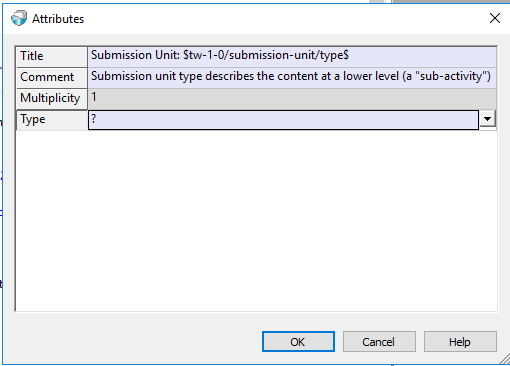 Attributes
Title Submission Unit: $tw-1-0/submission-unit/type$
Comment Submission unit type describes the content at a lower level (a "sub-activity")
Multiplicity 1
Type ?
OK Cancel Help